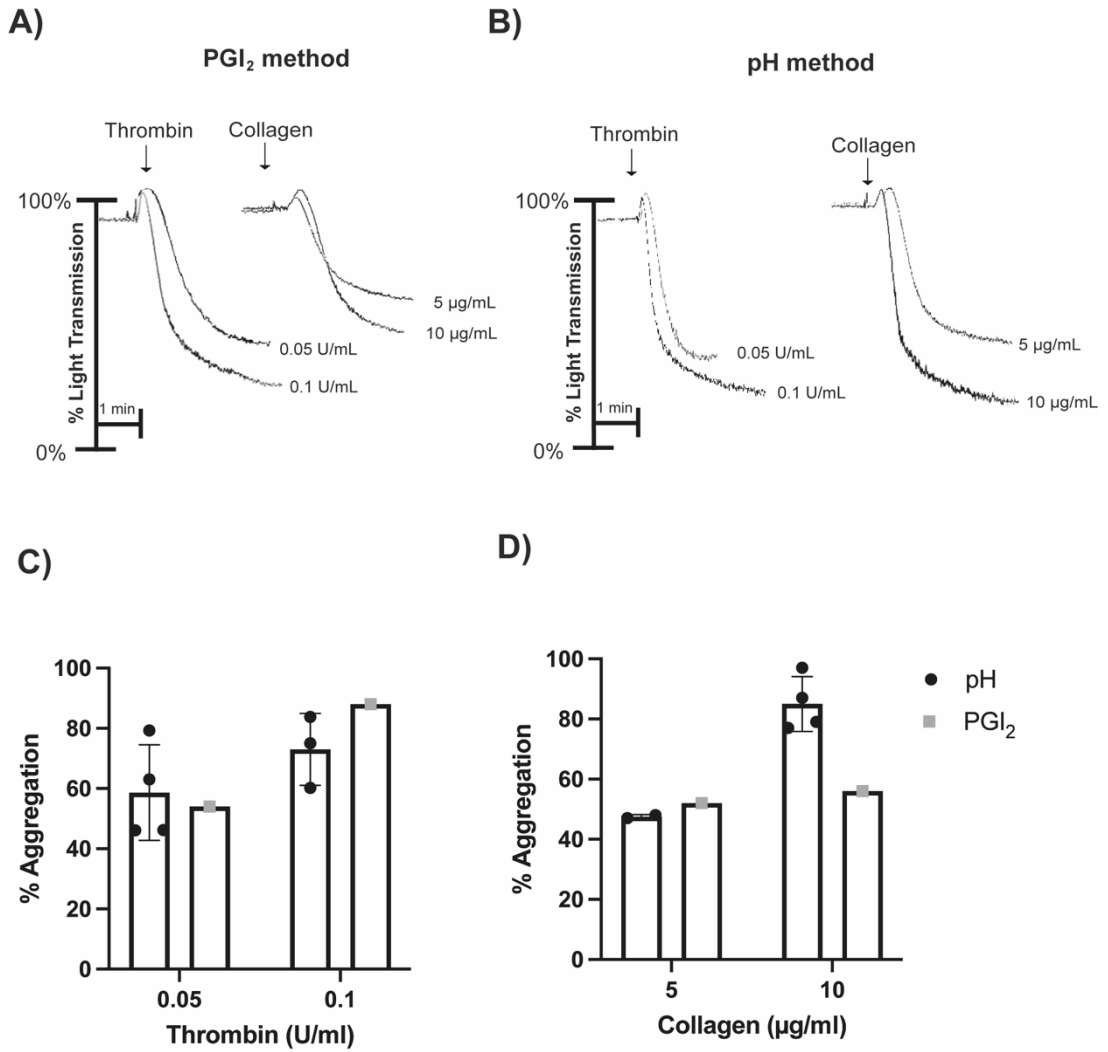 A)
PGI₂ method
Thrombin
Collagen
100%
% Light Transmission
5 µg/mL
10 µg/mL
0.05 U/mL
0.1 U/mL
1 min
0%
B)
pH method
Thrombin
Collagen
100%
% Light Transmission
0.05 U/mL
5 µg/mL
0.1 U/mL
10 µg/mL
1 min
0%
C)
% Aggregation
100
80
60
40
20
0
0.05
0.1
Thrombin (U/ml)
D)
% Aggregation
100
80
60
40
20
0
5
10
Collagen (µg/ml)
pH
PGI₂